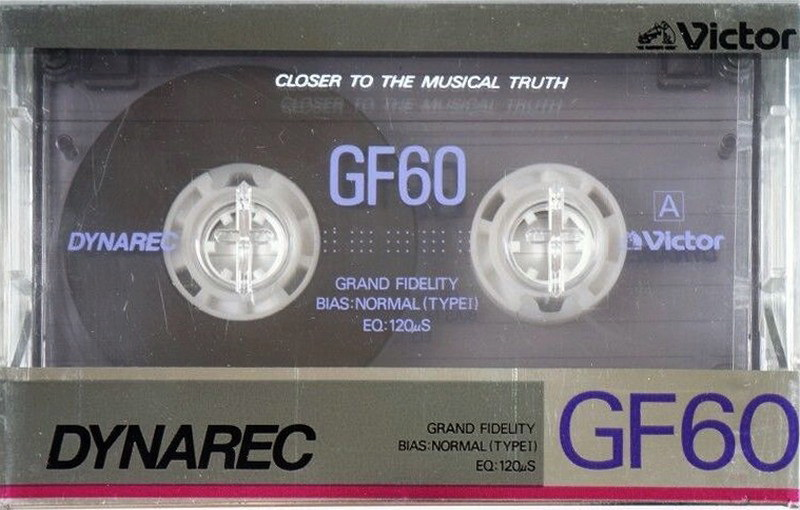 Victor
CLOSER TO THE MUSICAL TRUTH
GF60
A
DYNAREC
Victor
GRAND FIDELITY
BIAS:NORMAL(TYPEI)
EQ:120μS
DYNAREC
GRAND FIDELITY
BIAS:NORMAL(TYPEI)
EQ:120μS
GF60